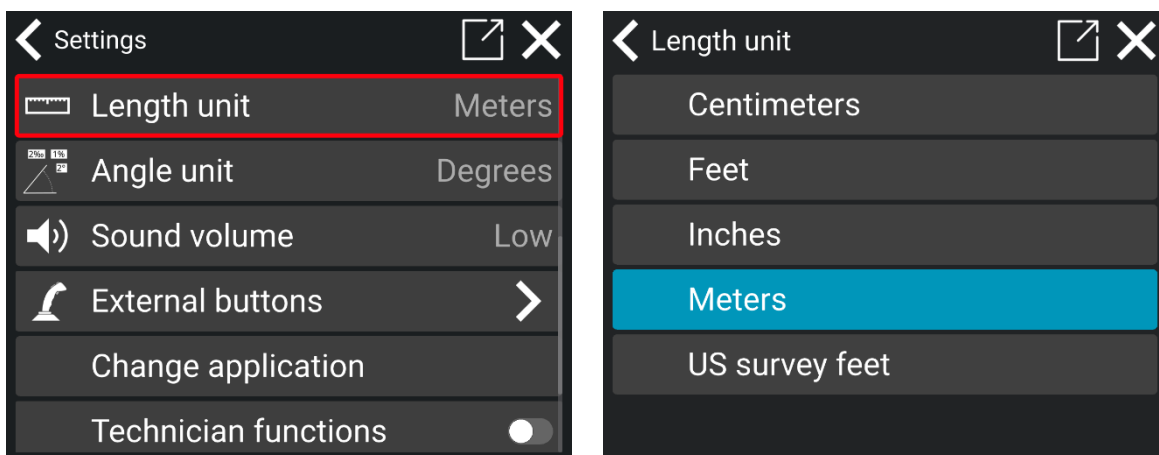 Settings
Length unit Meters
2‰ 1%
2°
Angle unit Degrees
Sound volume Low
External buttons
Change application
Technician functions
Length unit
Centimeters
Feet
Inches
Meters
US survey feet